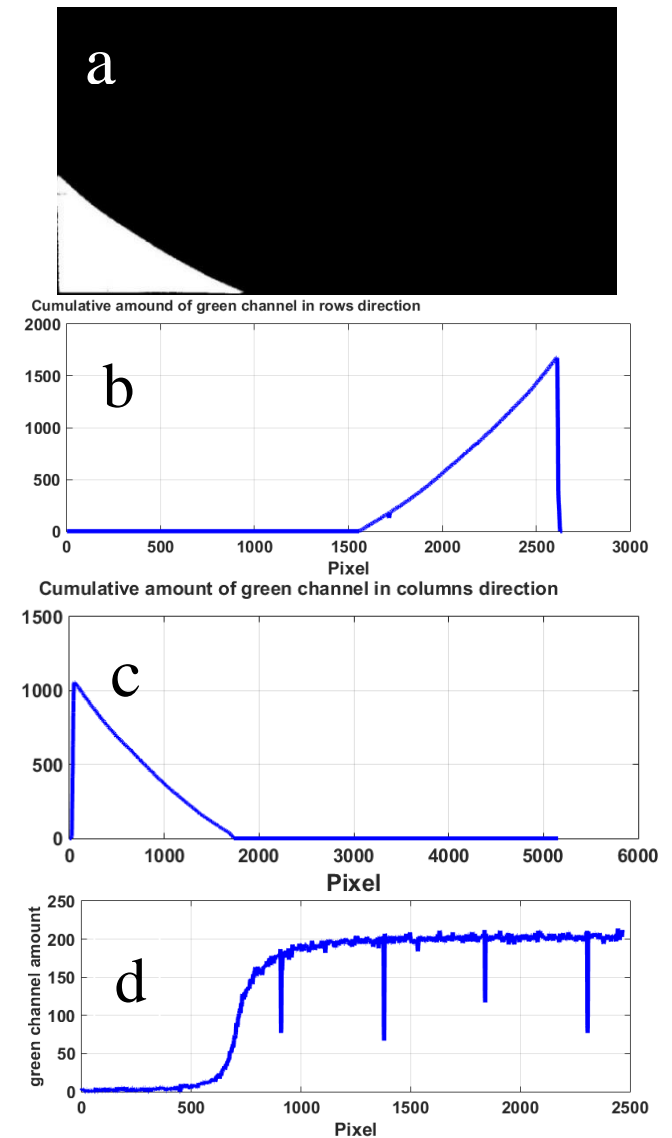 a
Cumulative amound of green channel in rows direction
2000
1500
1000
500
0
b
0 500 1000 1500 2000 2500 3000
Pixel
Cumulative amount of green channel in columns direction
1500
1000
500
0
c
0 1000 2000 3000 4000 5000 6000
Pixel
250
200
150
100
50
0
green channel amount
d
0 500 1000 1500 2000 2500
Pixel